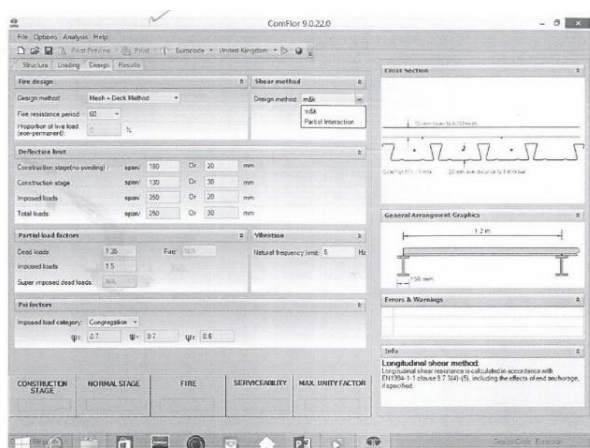 ComFlor 9.0.22.0
File Options Analysis Help
Print Preview Print Eurocode United Kingdom
Structure Loading Design Results
Fire design
Design method: Mesh + Deck Method
Fire resistance period: 60
Proportion of live load
(non-permanent): %
Shear method
Design method: m&k
m&k
Partial Interaction
Deflection limit
Construction stage(no ponding) : span/ 180 Or 20 mm
Construction stage span/ 130 Or 30 mm
Imposed loads span/ 350 Or 20 mm
Total loads span/ 250 Or 30 mm
Partial load factors
Dead loads 1.35 Fire: N/A
Imposed loads 1.5
Super imposed dead loads: N/A
Vibration
Natural frequency limit: 5 Hz
Psi factors
Imposed load category: Congregation
ψ 0.7 ψ 0.7 ψ 0.6
CONSTRUCTION
STAGE
NORMAL STAGE
FIRE
SERVICEABILITY
MAX. UNITY FACTOR
Cross Section
General Arrangment Graphics
1.2 m
150 mm
Errors & Warnings
Info
Longitudinal shear method
Longitudinal shear resistance is calculated in accordance with
EN1994-1-1 clause 9.7.3(4)-(5), including the effects of end anchorage,
if specified.
Design Code: Eurocode